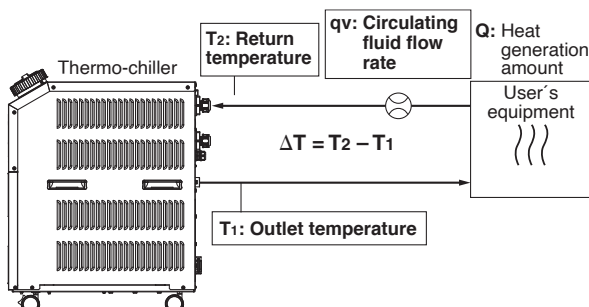 T2: Return
temperature
qv: Circulating
fluid flow
rate
Q: Heat
generation
amount
Thermo-chiller
User´s
equipment
ΔT = T2 – T1
T1: Outlet temperature